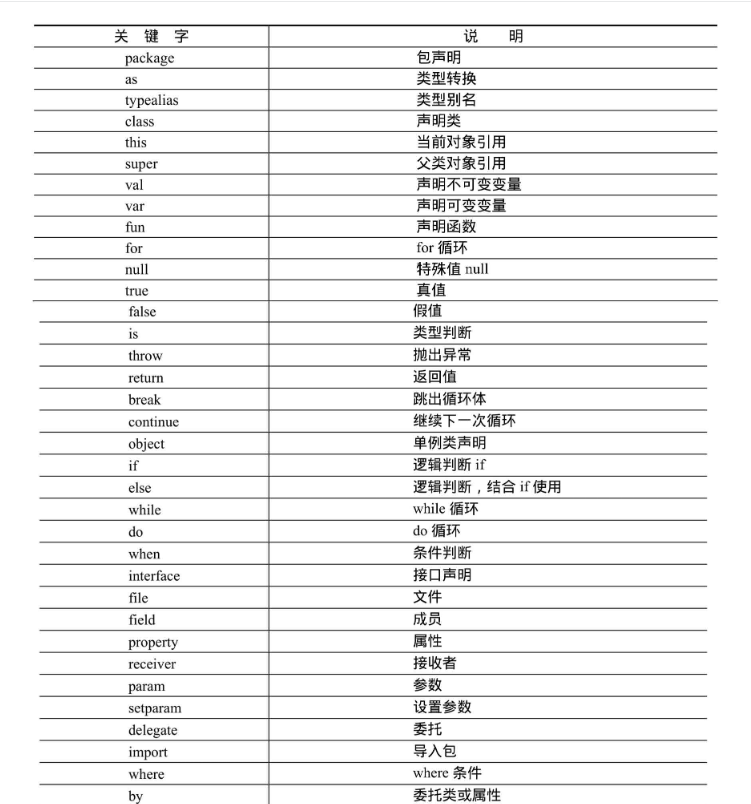 关 键 字 说 明
package 包声明
as 类型转换
typealias 类型别名
class 声明类
this 当前对象引用
super 父类对象引用
val 声明不可变变量
var 声明可变变量
fun 声明函数
for for 循环
null 特殊值 null
true 真值
false 假值
is 类型判断
throw 抛出异常
return 返回值
break 跳出循环体
continue 继续下一次循环
object 单例类声明
if 逻辑判断 if
else 逻辑判断，结合 if 使用
while while 循环
do do 循环
when 条件判断
interface 接口声明
file 文件
field 成员
property 属性
receiver 接收者
param 参数
setparam 设置参数
delegate 委托
import 导入包
where where 条件
by 委托类或属性